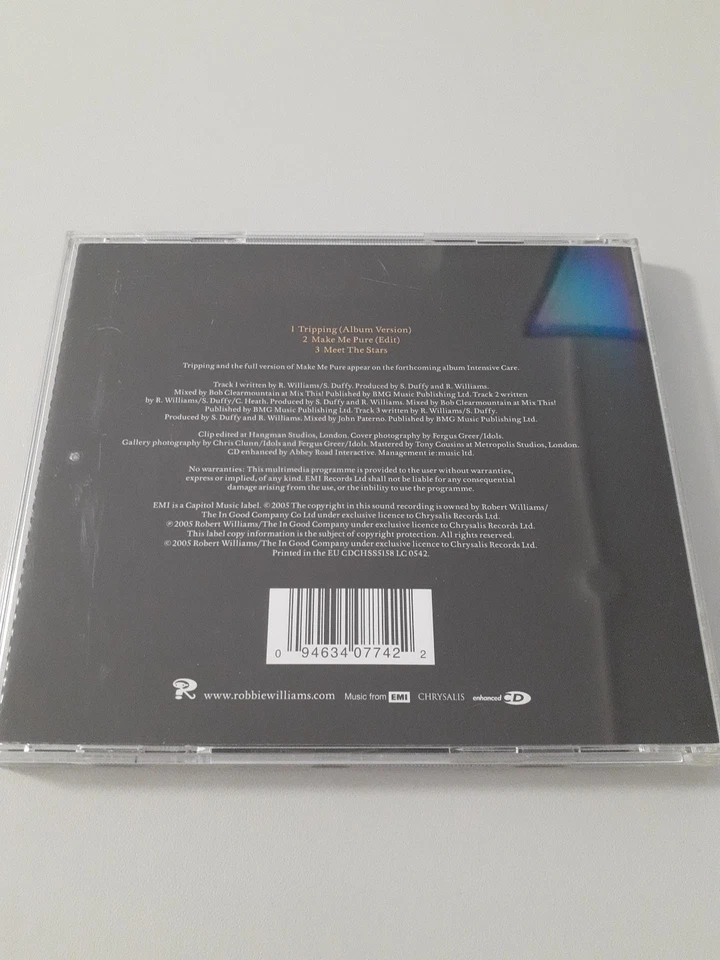 1 Tripping (Album Version)
2 Make Me Pure (Edit)
3 Meet The Stars
Tripping and the full version of Make Me Pure appear on the forthcoming album Intensive Care.
Track 1 written by R. Williams/S. Duffy. Produced by S. Duffy and R. Williams.
Mixed by Bob Clearmountain at Mix This! Published by BMG Music Publishing Ltd. Track 2 written
by R. Williams/S. Duffy/C. Heath. Produced by S. Duffy and R. Williams. Mixed by Bob Clearmountain at Mix This!
Published by BMG Music Publishing Ltd. Track 3 written by R. Williams/S. Duffy.
Produced by S. Duffy and R. Williams. Mixed by John Paterno. Published by BMG Music Publishing Ltd.
Clip edited at Hangman Studios, London. Cover photography by Fergus Greer/Idols.
Gallery photography by Chris Clunn/Idols and Fergus Greer/Idols. Mastered by Tony Cousins at Metropolis Studios, London.
CD enhanced by Abbey Road Interactive. Management ie:music ltd.
No warranties: This multimedia programme is provided to the user without warranties,
express or implied, of any kind. EMI Records Ltd shall not be liable for any consequential
damage arising from the use, or the inbility to use the programme.
EMI is a Capitol Music label. © 2005 The copyright in this sound recording is owned by Robert Williams/
The In Good Company Co Ltd under exclusive licence to Chrysalis Records Ltd.
℗ 2005 Robert Williams/The In Good Company under exclusive licence to Chrysalis Records Ltd.
This label copy information is the subject of copyright protection. All rights reserved.
© 2005 Robert Williams/The In Good Company under exclusive licence to Chrysalis Records Ltd.
Printed in the EU CDCHSS5158 LC 0542.
0 94634 07742 2
www.robbiewilliams.com Music from EMI CHRYSALIS enhanced CD